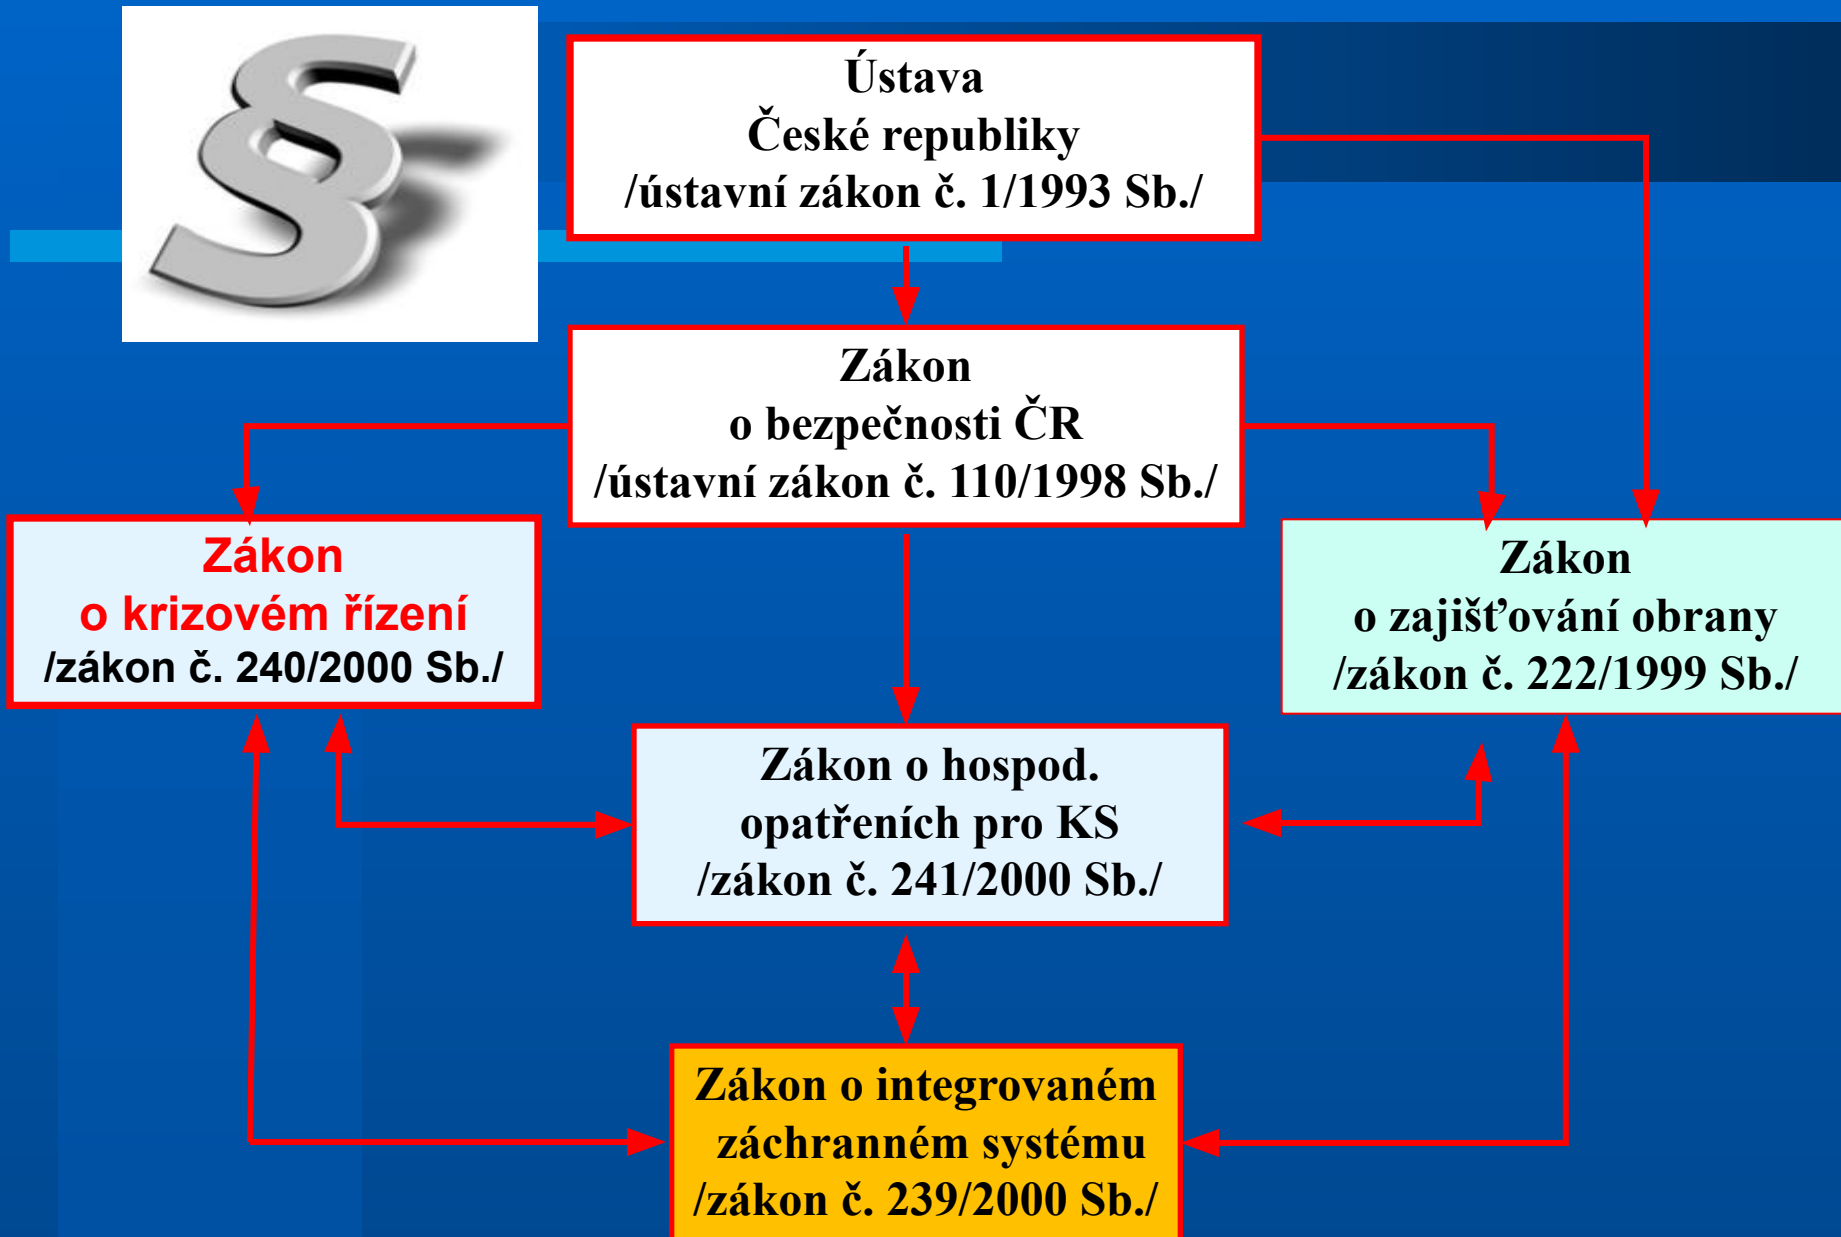 §
Ústava
České republiky
/ústavní zákon č. 1/1993 Sb./
Zákon
o bezpečnosti ČR
/ústavní zákon č. 110/1998 Sb./
Zákon
o krizovém řízení
/zákon č. 240/2000 Sb./
Zákon
o zajišťování obrany
/zákon č. 222/1999 Sb./
Zákon o hospod.
opatřeních pro KS
/zákon č. 241/2000 Sb./
Zákon o integrovaném
záchranném systému
/zákon č. 239/2000 Sb./